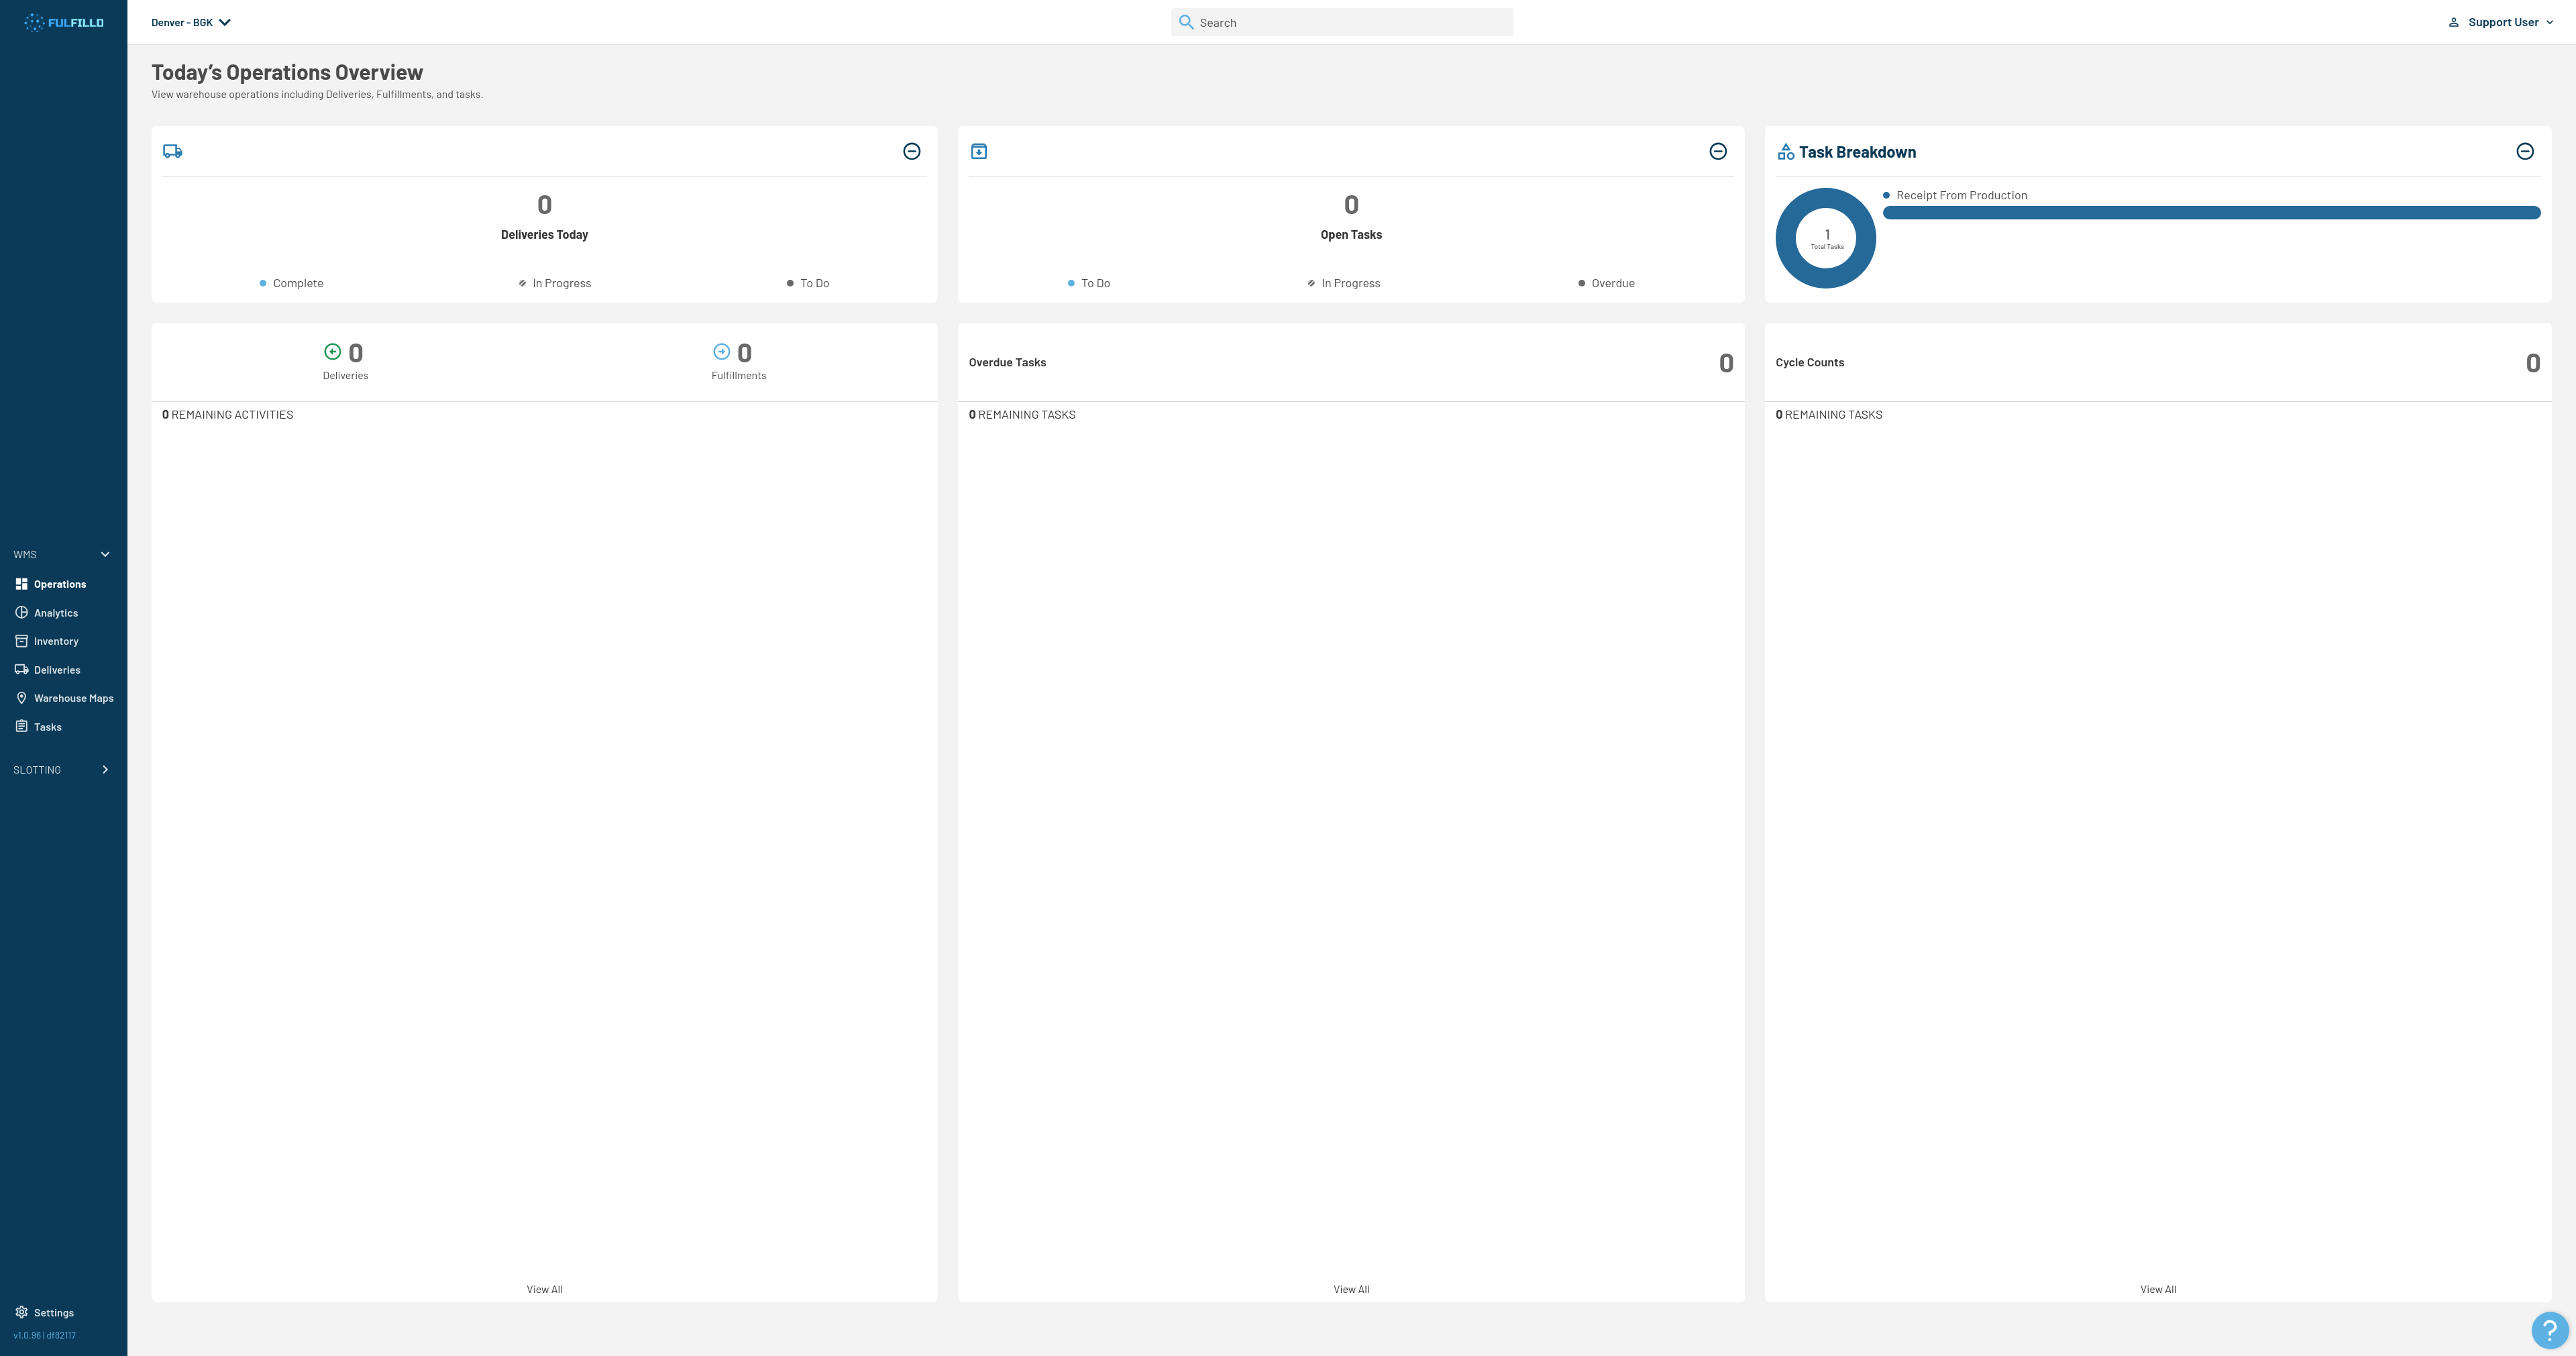 FULFILLD
Denver - BGK
Search
Support User
Today’s Operations Overview
View warehouse operations including Deliveries, Fulfillments, and tasks.
0
Deliveries Today
Complete
In Progress
To Do
0
Open Tasks
To Do
In Progress
Overdue
Task Breakdown
1
Total Tasks
Receipt From Production
0
Deliveries
0
Fulfillments
0 REMAINING ACTIVITIES
View All
Overdue Tasks
0
0 REMAINING TASKS
View All
Cycle Counts
0
0 REMAINING TASKS
View All
WMS
Operations
Analytics
Inventory
Deliveries
Warehouse Maps
Tasks
SLOTTING
Settings
v1.0.96 | df82117
?